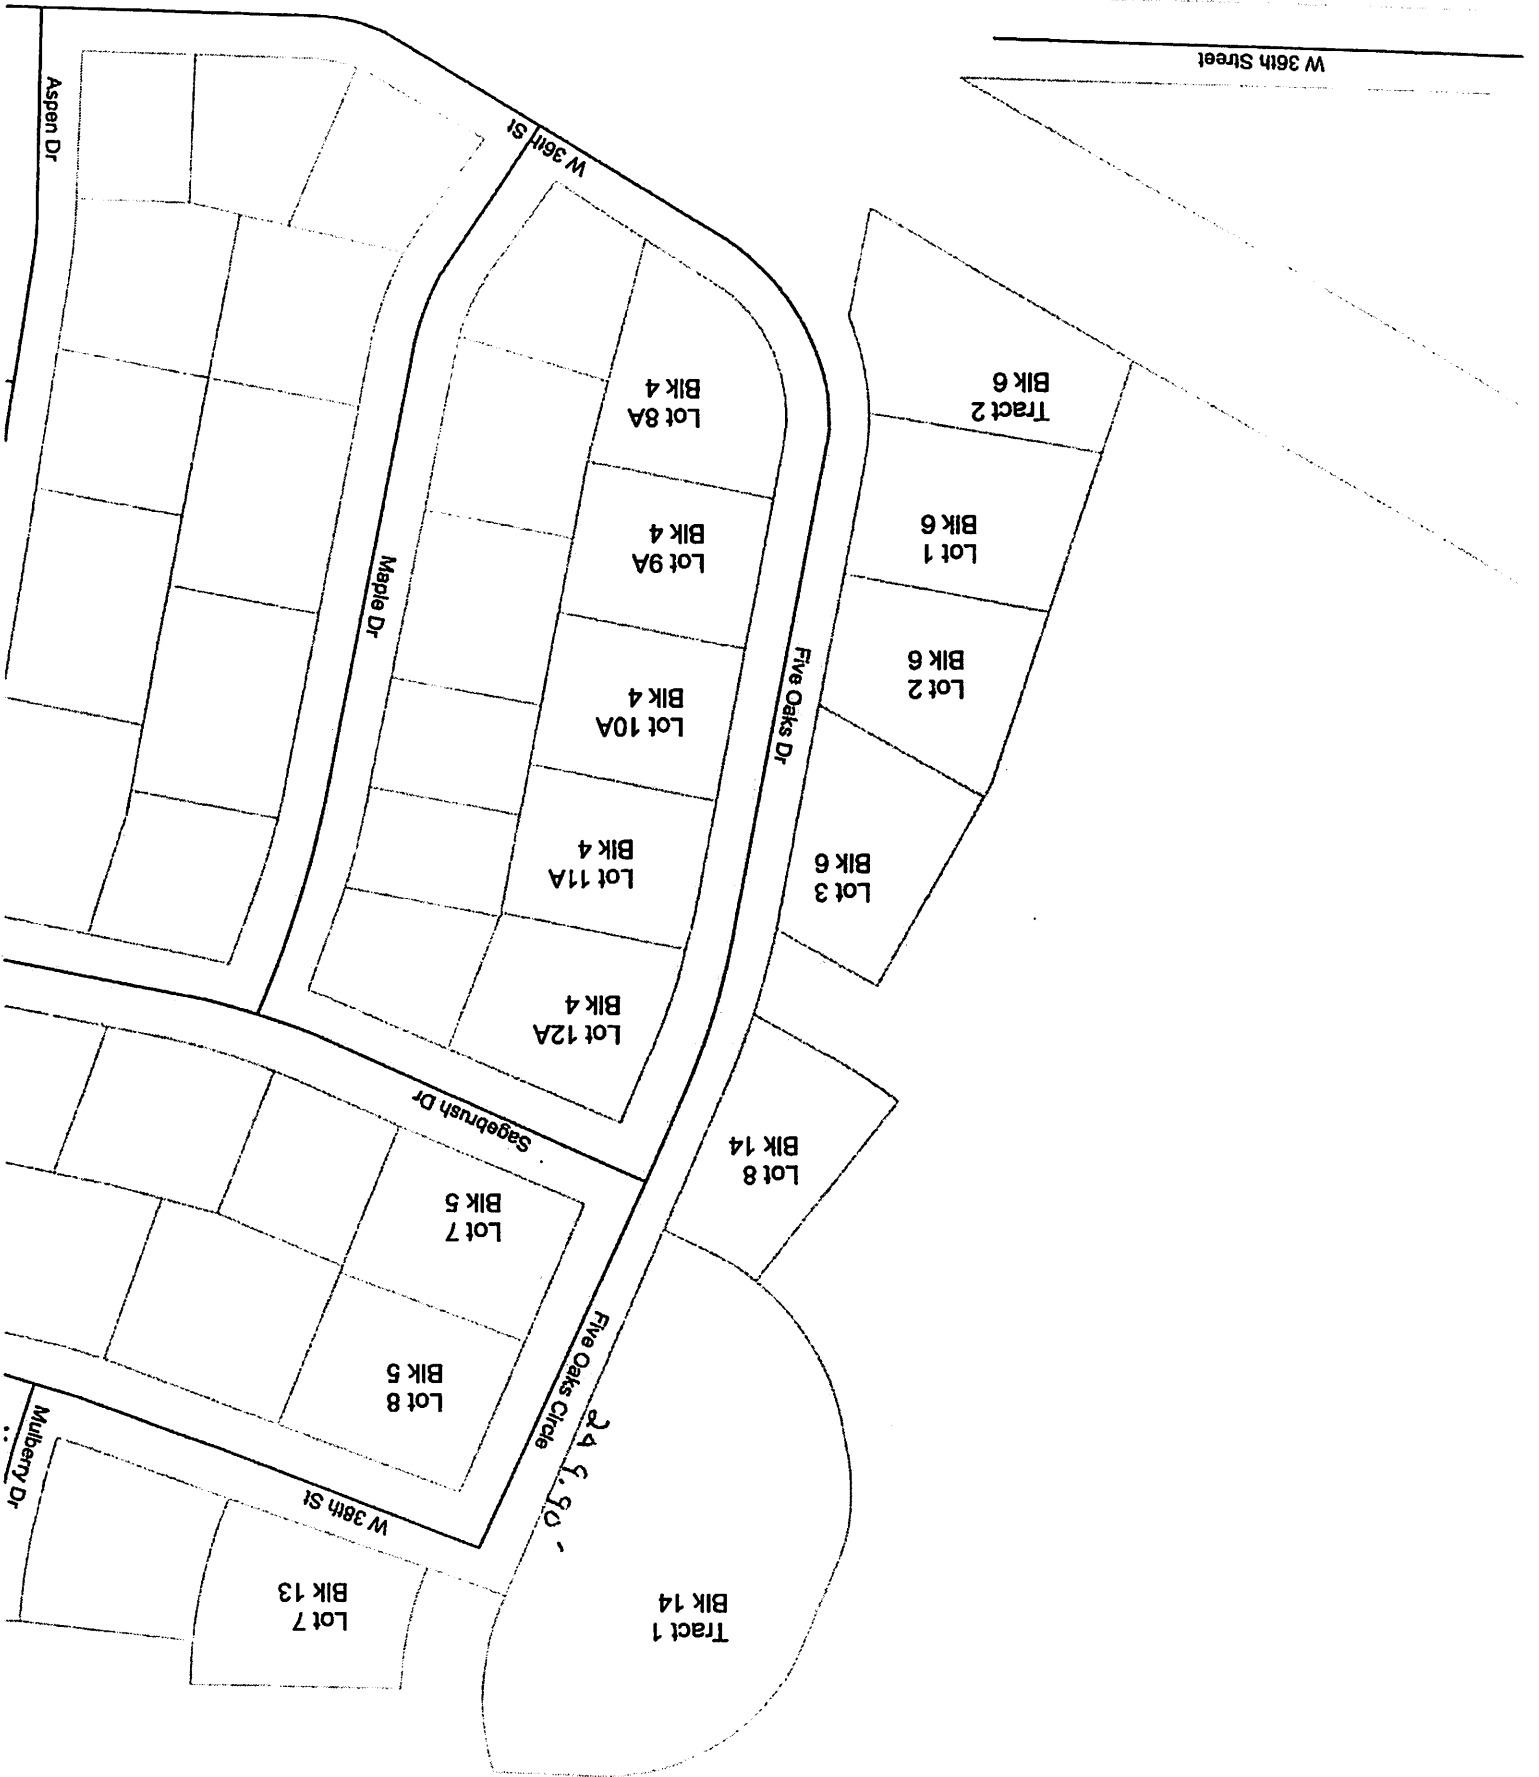 Tract 1
Blk 14
Lot 7
Blk 13
W 38th St
Mulberry Dr
249.90'
Five Oaks Circle
Lot 8
Blk 5
Lot 7
Blk 5
Lot 8
Blk 14
Sagebrush Dr
Lot 12A
Blk 4
Lot 3
Blk 6
Lot 11A
Blk 4
Five Oaks Dr
Lot 10A
Blk 4
Lot 2
Blk 6
Maple Dr
Lot 1
Blk 6
Lot 9A
Blk 4
Tract 2
Blk 6
Lot 8A
Blk 4
W 36th St
Aspen Dr
W 36th Street